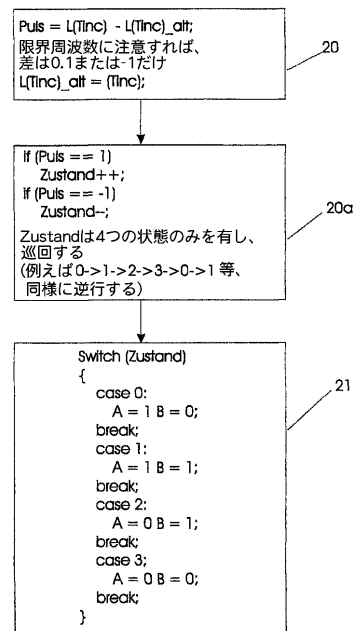 Puls = L(Tinc) - L(Tinc)_alt;
限界周波数に注意すれば、
差は0.1または-1だけ
L(Tinc)_alt = (Tinc);
20
if (Puls == 1)
Zustand++;
if (Puls == -1)
Zustand--;
Zustandは4つの状態のみを有し、
巡回する
(例えば0->1->2->3->0->1 等、
同様に逆行する)
20a
Switch (Zustand)
{
case 0:
A = 1 B = 0;
break;
case 1:
A = 1 B = 1;
break;
case 2:
A = 0 B = 1;
break;
case 3;
A = 0 B = 0;
break;
}
21